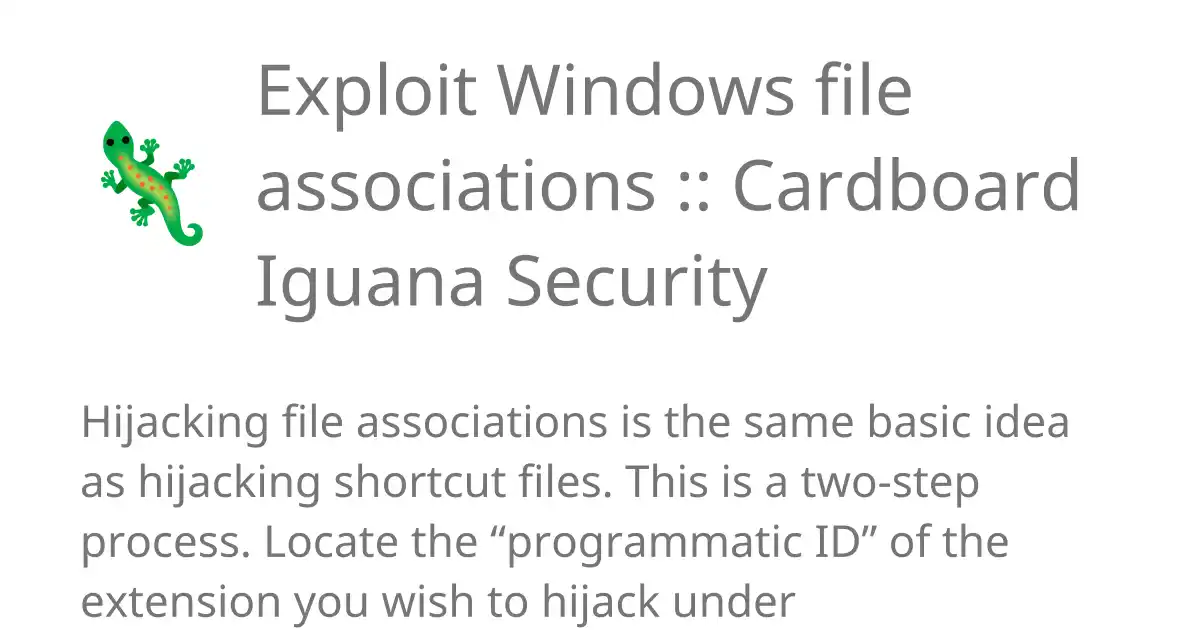 Exploit Windows file
associations :: Cardboard
Iguana Security
Hijacking file associations is the same basic idea
as hijacking shortcut files. This is a two-step
process. Locate the “programmatic ID” of the
extension you wish to hijack under